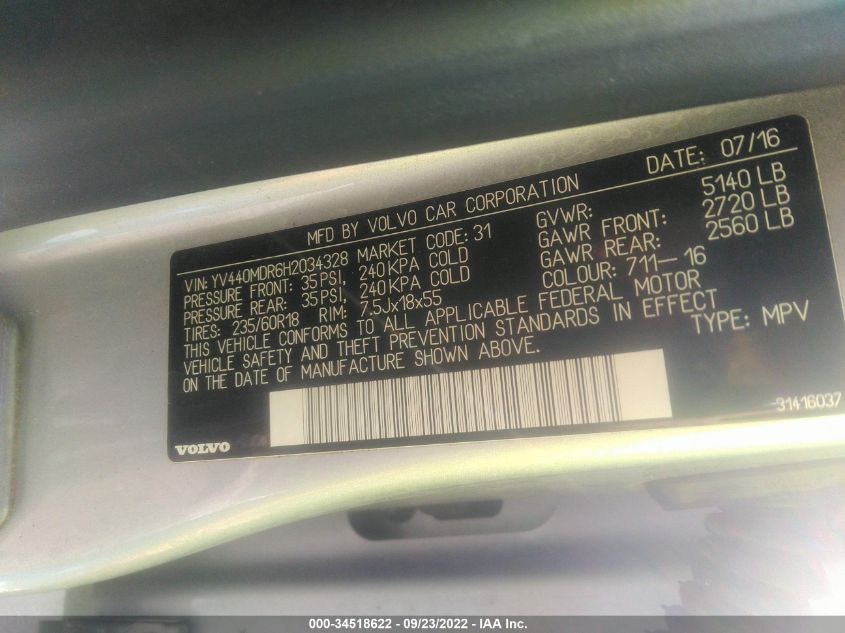 MFD BY VOLVO CAR CORPORATION DATE: 07/16
VIN: YV440MDR6H2034328 MARKET CODE: 31 GVWR: 5140 LB
PRESSURE FRONT: 35PSI, 240KPA COLD GAWR FRONT: 2720 LB
PRESSURE REAR: 35PSI, 240KPA COLD GAWR REAR: 2560 LB
TIRES: 235/60R18 RIM: 7,5Jx18x55 COLOUR: 711-16
THIS VEHICLE CONFORMS TO ALL APPLICABLE FEDERAL MOTOR
VEHICLE SAFETY AND THEFT PREVENTION STANDARDS IN EFFECT
ON THE DATE OF MANUFACTURE SHOWN ABOVE. TYPE: MPV
31416037
VOLVO
000-34518622 - 09/23/2022 - IAA Inc.